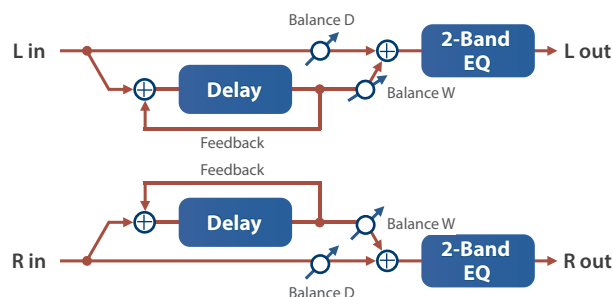 Balance D
L in
2-Band
EQ
L out
Delay
Balance W
Feedback
Feedback
Delay
Balance W
R in
2-Band
EQ
R out
Balance D